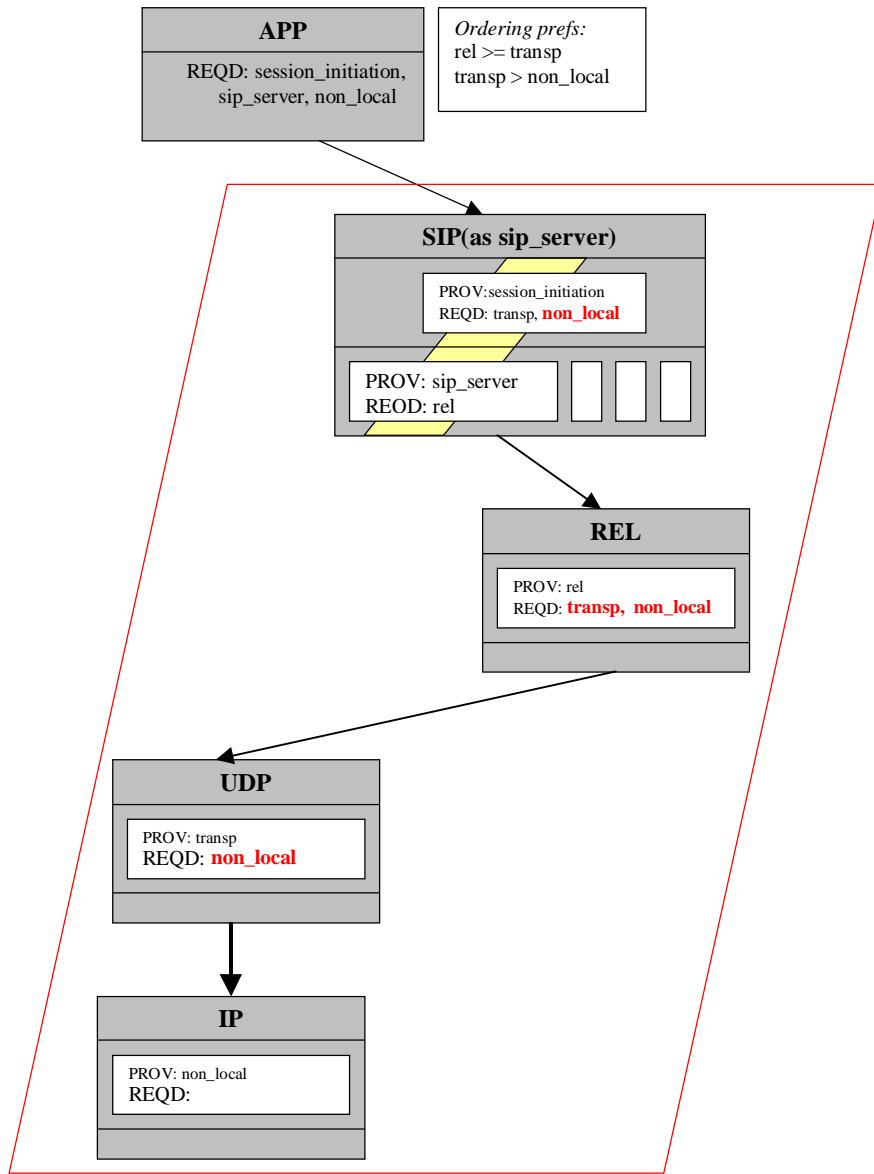 APP
REQD: session_initiation,
sip_server, non_local
Ordering prefs:
rel >= transp
transp > non_local
SIP(as sip_server)
PROV:session_initiation
REQD: transp, non_local
PROV: sip_server
REOD: rel
REL
PROV: rel
REQD: transp, non_local
UDP
PROV: transp
REQD: non_local
IP
PROV: non_local
REQD: